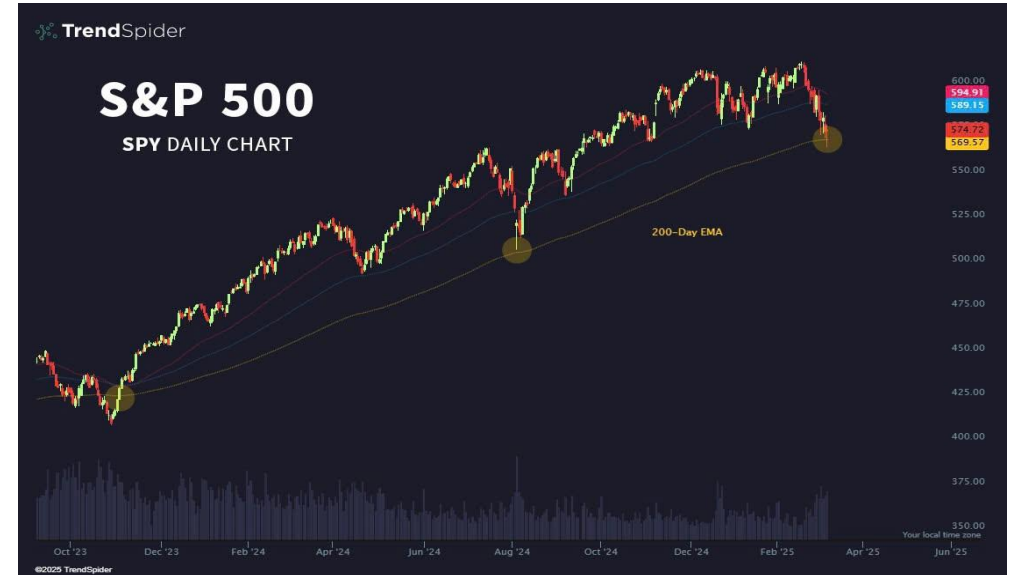 TrendSpider
S&P 500
SPY DAILY CHART
600.00
594.91
589.15
574.72
569.57
550.00
525.00
200-Day EMA
500.00
475.00
450.00
425.00
400.00
375.00
350.00
Your local time zone
Oct '23
Dec '23
Feb '24
Apr '24
Jun '24
Aug '24
Oct '24
Dec '24
Feb '25
Apr '25
Jun '25
©2025 TrendSpider